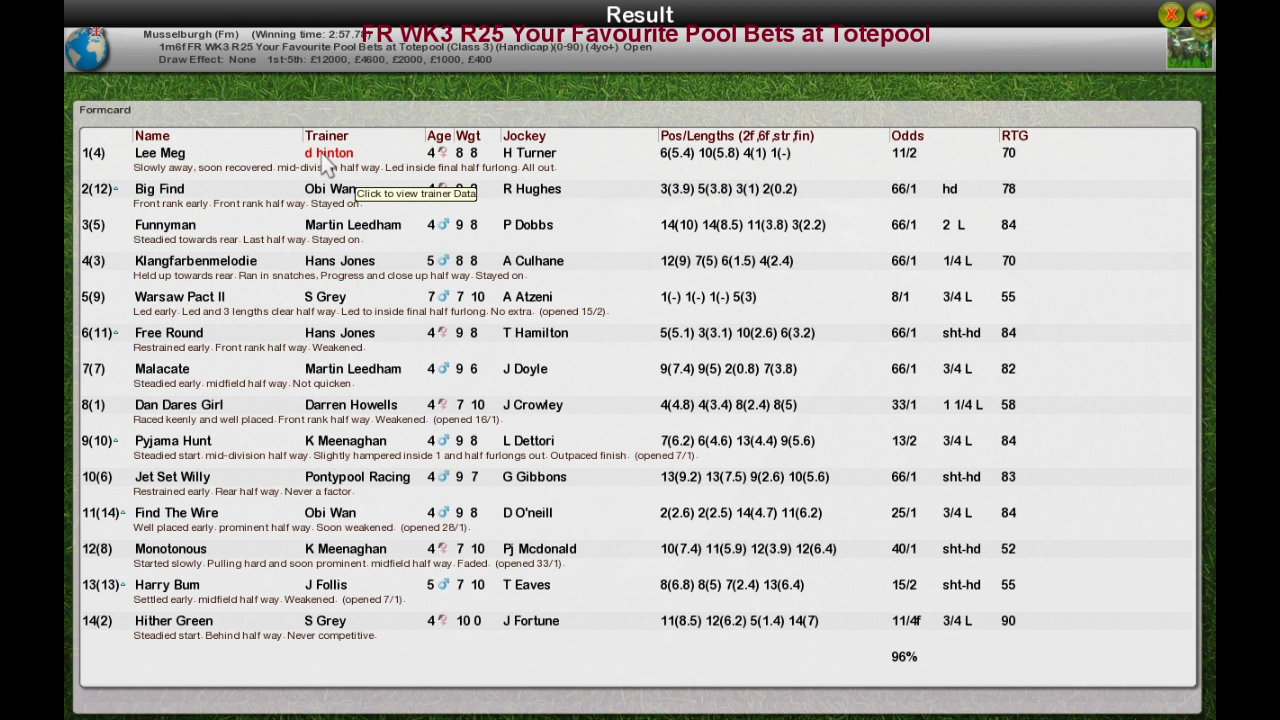 Result
FR WK3 R25 Your Favourite Pool Bets at Totepool
Musselburgh (Fm) (Winning time: 2:57.7
1m6f FR WK3 R25 Your Favourite Pool Bets at Totepool (Class 3) (Handicap)(0-90) (4yo+) Open
Draw Effect: None 1st-5th: £12000, £4600, £2000, £1000, £400
Formcard
Name Trainer Age Wgt Jockey Pos/Lengths (2f,6f,str,fin) Odds RTG
1(4) Lee Meg d hinton 4 8 8 H Turner 6(5.4) 10(5.8) 4(1) 1(-) 11/2 70
Slowly away, soon recovered. mid-division half way. Led inside final half furlong. All out.
2(12) Big Find Obi Wan R Hughes 3(3.9) 5(3.8) 3(1) 2(0.2) 66/1 hd 78
Click to view trainer Data
Front rank early. Front rank half way. Stayed on.
3(5) Funnyman Martin Leedham 4 9 8 P Dobbs 14(10) 14(8.5) 11(3.8) 3(2.2) 66/1 2 L 84
Steadied towards rear. Last half way. Stayed on.
4(3) Klangfarbenmelodie Hans Jones 5 8 8 A Culhane 12(9) 7(5) 6(1.5) 4(2.4) 66/1 1/4 L 70
Held up towards rear. Ran in snatches, Progress and close up half way. Stayed on.
5(9) Warsaw Pact II S Grey 7 7 10 A Atzeni 1(-) 1(-) 1(-) 5(3) 8/1 3/4 L 55
Led early. Led and 3 lengths clear half way. Led to inside final half furlong. No extra. (opened 15/2).
6(11) Free Round Hans Jones 4 9 8 T Hamilton 5(5.1) 3(3.1) 10(2.6) 6(3.2) 66/1 sht-hd 84
Restrained early. Front rank half way. Weakened.
7(7) Malacate Martin Leedham 4 9 6 J Doyle 9(7.4) 9(5) 2(0.8) 7(3.8) 66/1 3/4 L 82
Steadied early. midfield half way. Not quicken.
8(1) Dan Dares Girl Darren Howells 4 7 10 J Crowley 4(4.8) 4(3.4) 8(2.4) 8(5) 33/1 1 1/4 L 58
Raced keenly and well placed. Front rank half way. Weakened. (opened 16/1).
9(10) Pyjama Hunt K Meenaghan 4 9 8 L Dettori 7(6.2) 6(4.6) 13(4.4) 9(5.6) 13/2 3/4 L 84
Steadied start. mid-division half way. Slightly hampered inside 1 and half furlongs out. Outpaced finish. (opened 7/1).
10(6) Jet Set Willy Pontypool Racing 4 9 7 G Gibbons 13(9.2) 13(7.5) 9(2.6) 10(5.6) 66/1 sht-hd 83
Restrained early. Rear half way. Never a factor.
11(14) Find The Wire Obi Wan 4 9 8 D O'neill 2(2.6) 2(2.5) 14(4.7) 11(6.2) 25/1 3/4 L 84
Well placed early. prominent half way. Soon weakened. (opened 28/1).
12(8) Monotonous K Meenaghan 4 7 10 Pj Mcdonald 10(7.4) 11(5.9) 12(3.9) 12(6.4) 40/1 sht-hd 52
Started slowly. Pulling hard and soon prominent. midfield half way. Faded. (opened 33/1).
13(13) Harry Bum J Follis 5 7 10 T Eaves 8(6.8) 8(5) 7(2.4) 13(6.4) 15/2 sht-hd 55
Settled early. midfield half way. Weakened. (opened 7/1).
14(2) Hither Green S Grey 4 10 0 J Fortune 11(8.5) 12(6.2) 5(1.4) 14(7) 11/4f 3/4 L 90
Steadied start. Behind half way. Never competitive.
96%